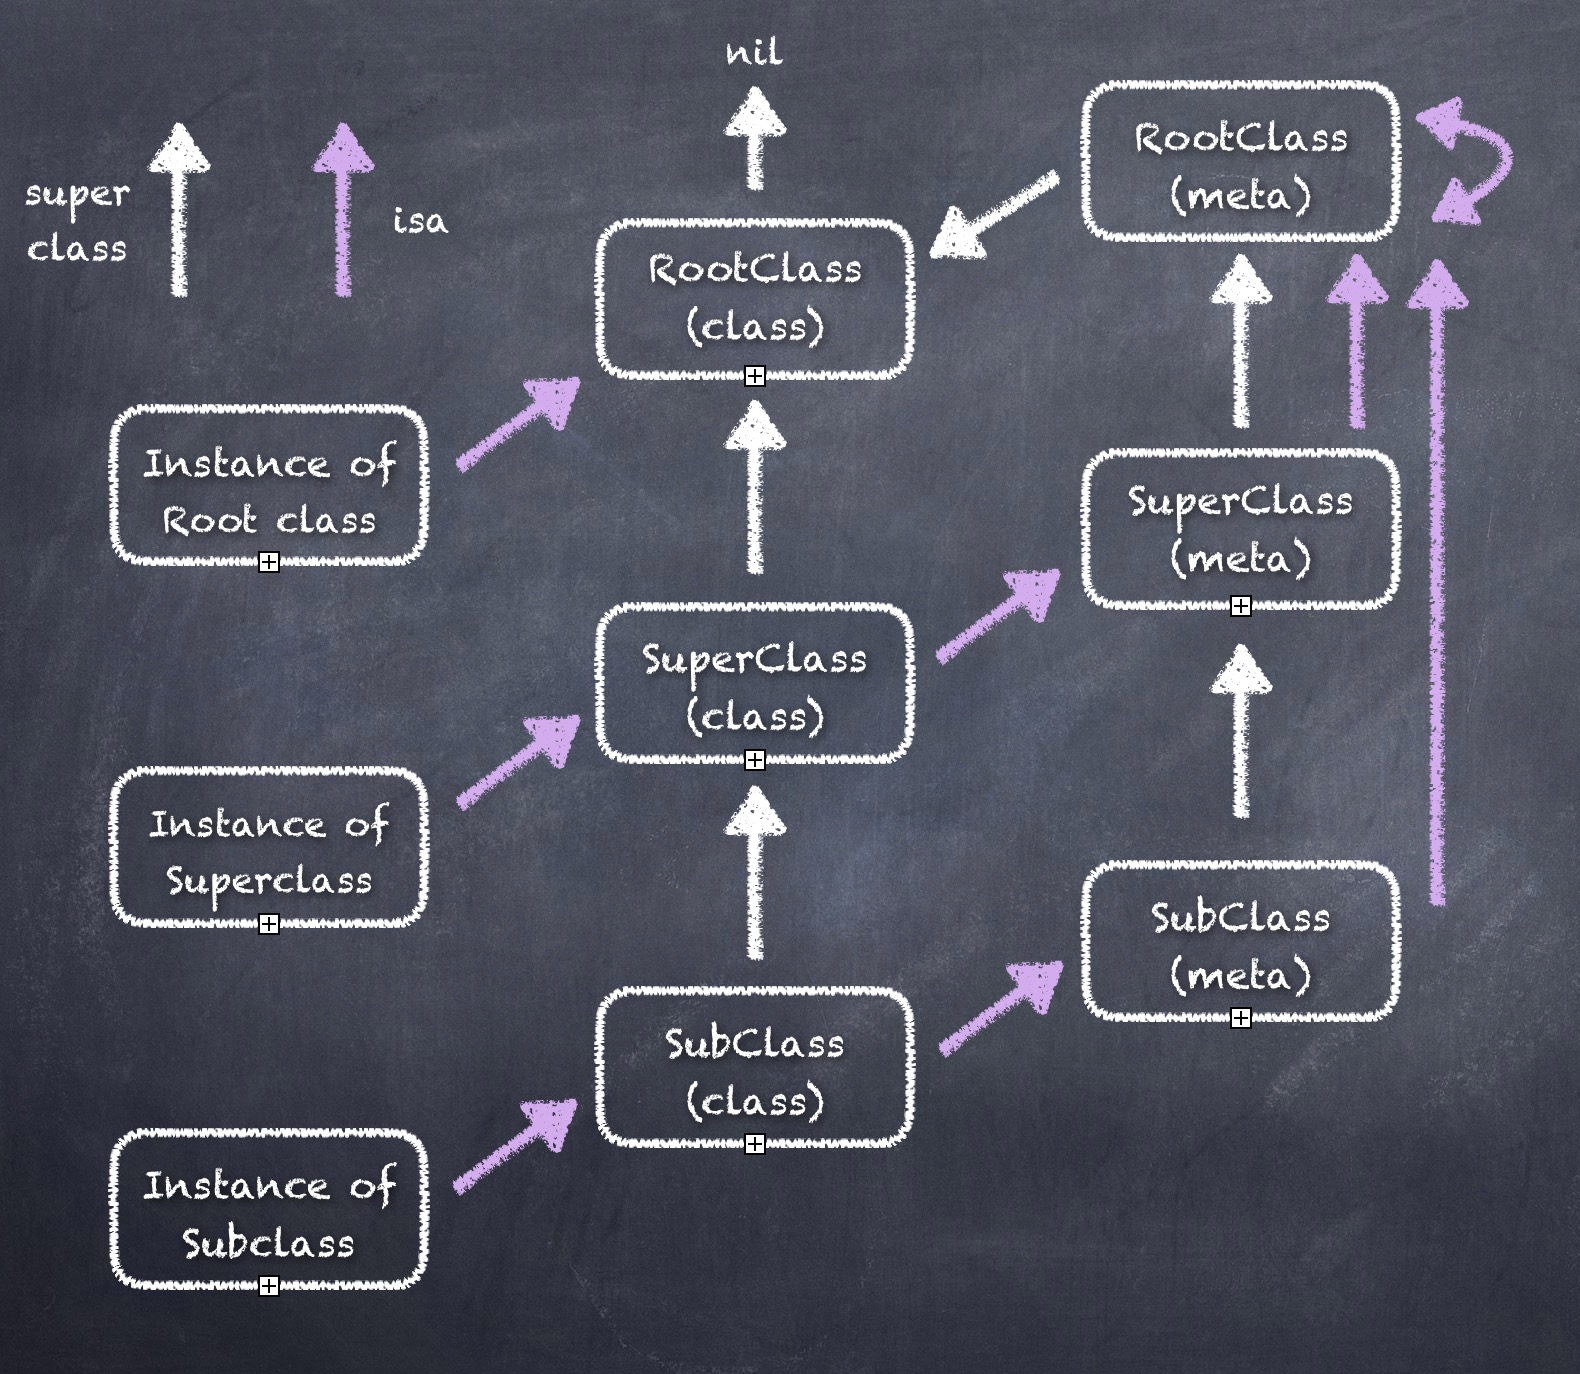 nil
super
class
isa
RootClass
(meta)
RootClass
(class)
Instance of
Root class
SuperClass
(meta)
SuperClass
(class)
Instance of
Superclass
SubClass
(meta)
SubClass
(class)
Instance of
Subclass